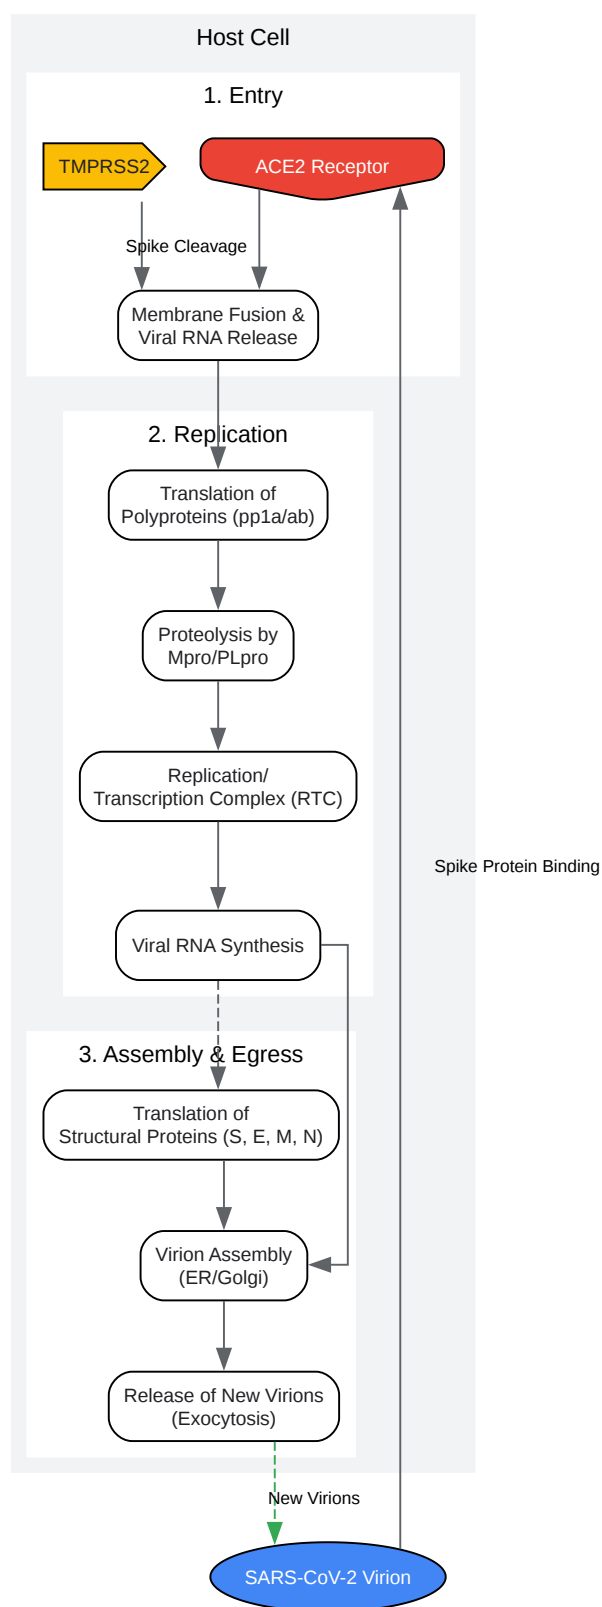 Host Cell
1. Entry
TMPRSS2
ACE2 Receptor
Spike Cleavage
Membrane Fusion &
Viral RNA Release
2. Replication
Translation of
Polyproteins (pp1a/ab)
Proteolysis by
Mpro/PLpro
Replication/
Transcription Complex (RTC)
Spike Protein Binding
Viral RNA Synthesis
3. Assembly & Egress
Translation of
Structural Proteins (S, E, M, N)
Virion Assembly
(ER/Golgi)
Release of New Virions
(Exocytosis)
New Virions
SARS-CoV-2 Virion